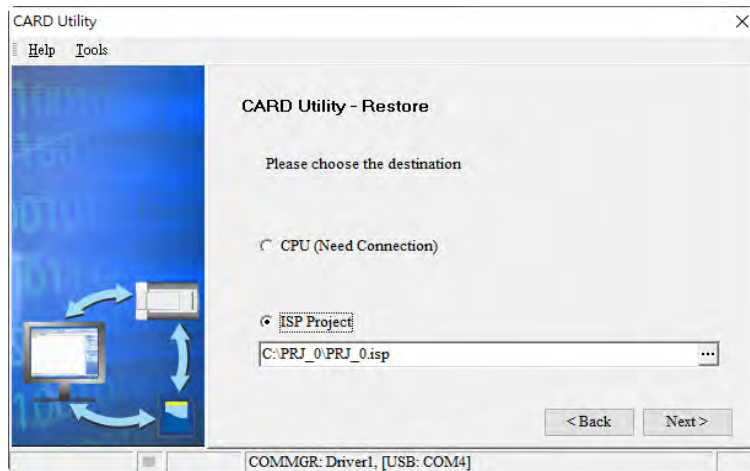 CARD Utility
Help Tools
CARD Utility - Restore
Please choose the destination
CPU (Need Connection)
ISP Project
C:\PRJ_0\PRJ_0.isp
...
< Back Next >
COMMGR: Driver1, [USB: COM4]